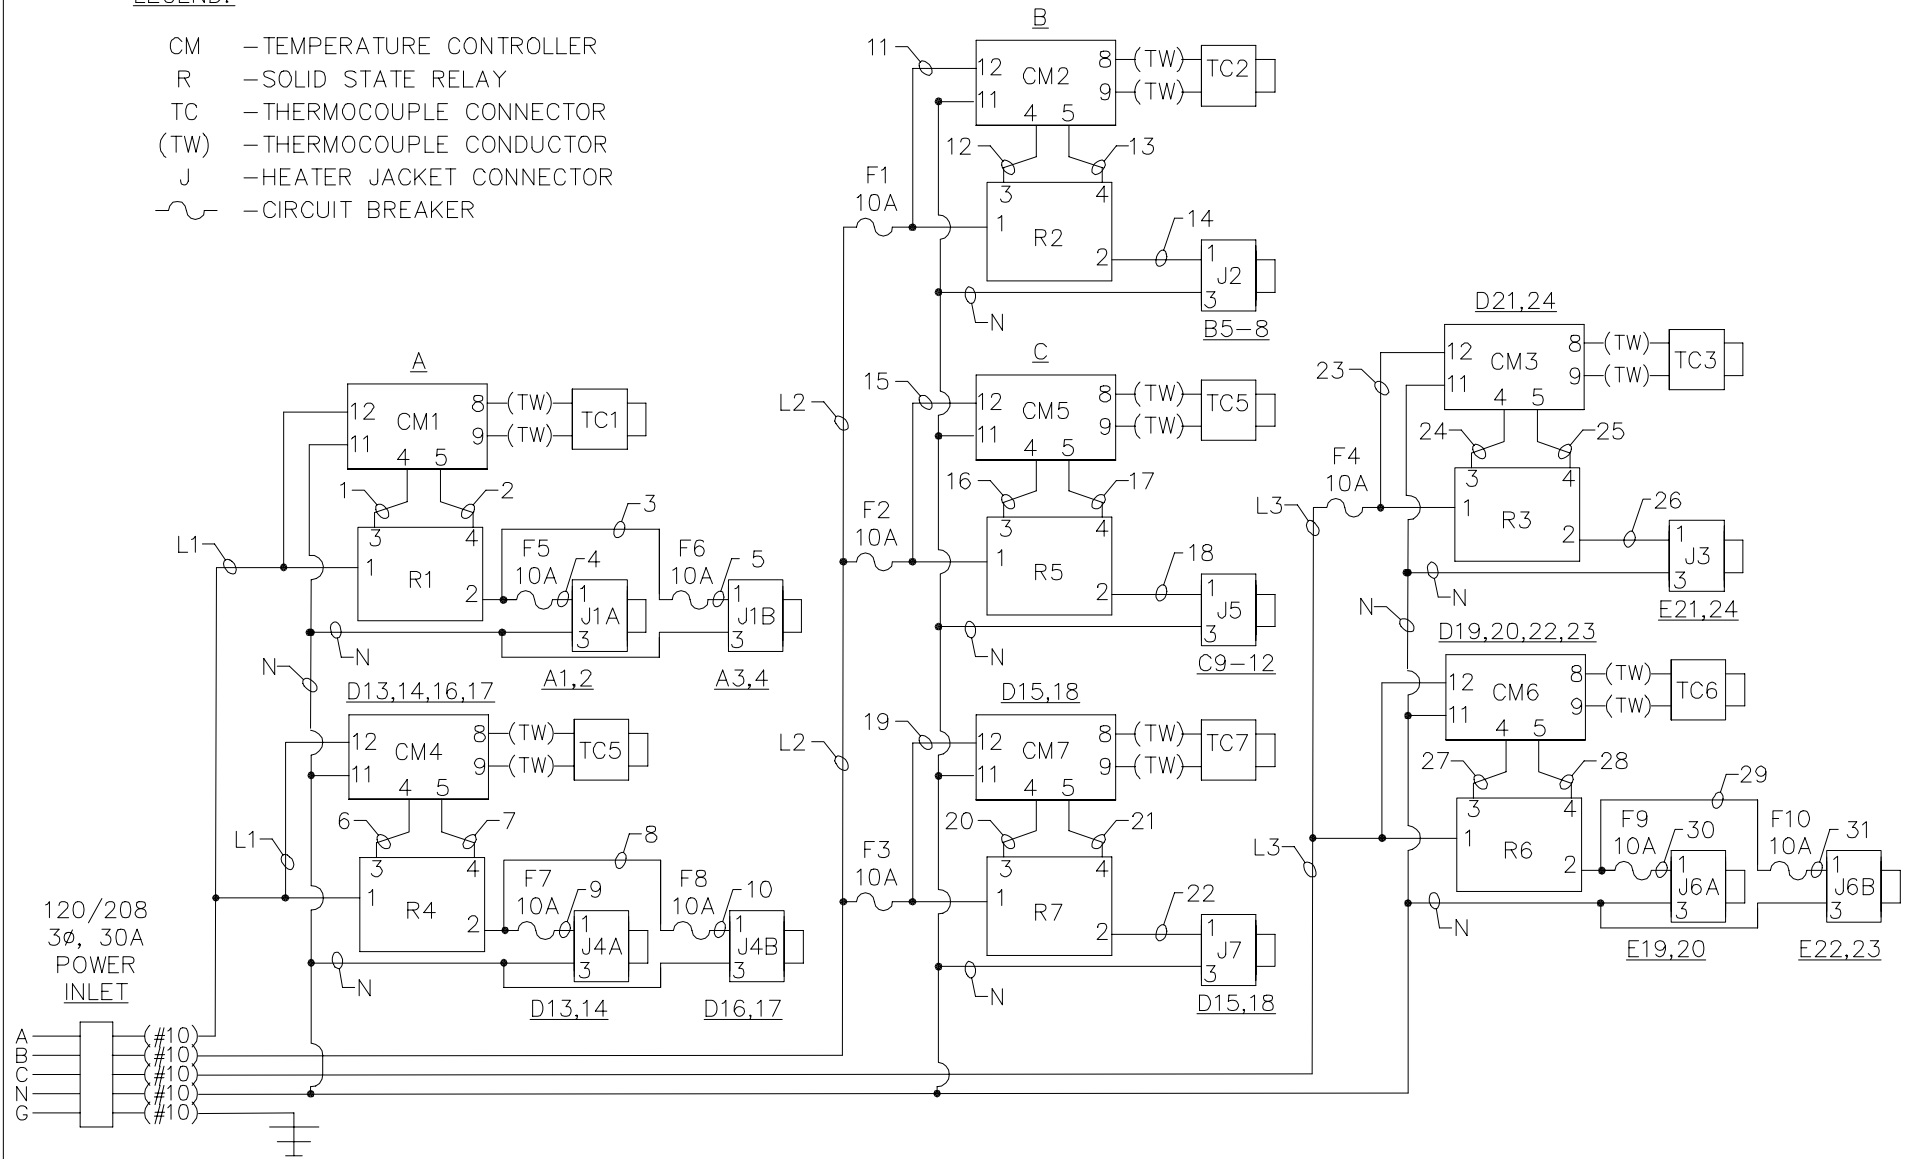 LEGEND:
CM - TEMPERATURE CONTROLLER
R - SOLID STATE RELAY
TC - THERMOCOUPLE CONNECTOR
(TW) - THERMOCOUPLE CONDUCTOR
J - HEATER JACKET CONNECTOR
- CIRCUIT BREAKER
A
12 CM1 8 (TW) TC1
11 9 (TW)
4 5
1 2
3 4
L1 1 R1 2
3
F5
10A
4
F6
10A
5
1 J1A 3
1 J1B 3
N
N
A1,2
A3,4
D13,14,16,17
12 CM4 8 (TW) TC5
11 9 (TW)
4 5
6 7
3 4
L1 1 R4 2
8
F7
10A
9
F8
10A
10
1 J4A 3
1 J4B 3
N
D13,14
D16,17
120/208
3ø, 30A
POWER
INLET
A (#10)
B (#10)
C (#10)
N (#10)
G (#10)
B
11
12 CM2 8 (TW) TC2
11 9 (TW)
4 5
12 13
3 4
F1
10A
1 R2 2
14
1 J2 3
N
B5-8
C
L2
15
12 CM5 8 (TW) TC5
11 9 (TW)
4 5
16 17
3 4
F2
10A
1 R5 2
18
1 J5 3
N
C9-12
D15,18
L2
19
12 CM7 8 (TW) TC7
11 9 (TW)
4 5
20 21
3 4
F3
10A
1 R7 2
22
1 J7 3
N
D15,18
D21,24
23
12 CM3 8 (TW) TC3
11 9 (TW)
4 5
24 25
3 4
F4
10A
L3
1 R3 2
26
1 J3 3
N
N
E21,24
D19,20,22,23
12 CM6 8 (TW) TC6
11 9 (TW)
4 5
27 28
3 4
L3
1 R6 2
29
F9
10A
30
F10
10A
31
1 J6A 3
1 J6B 3
N
E19,20
E22,23